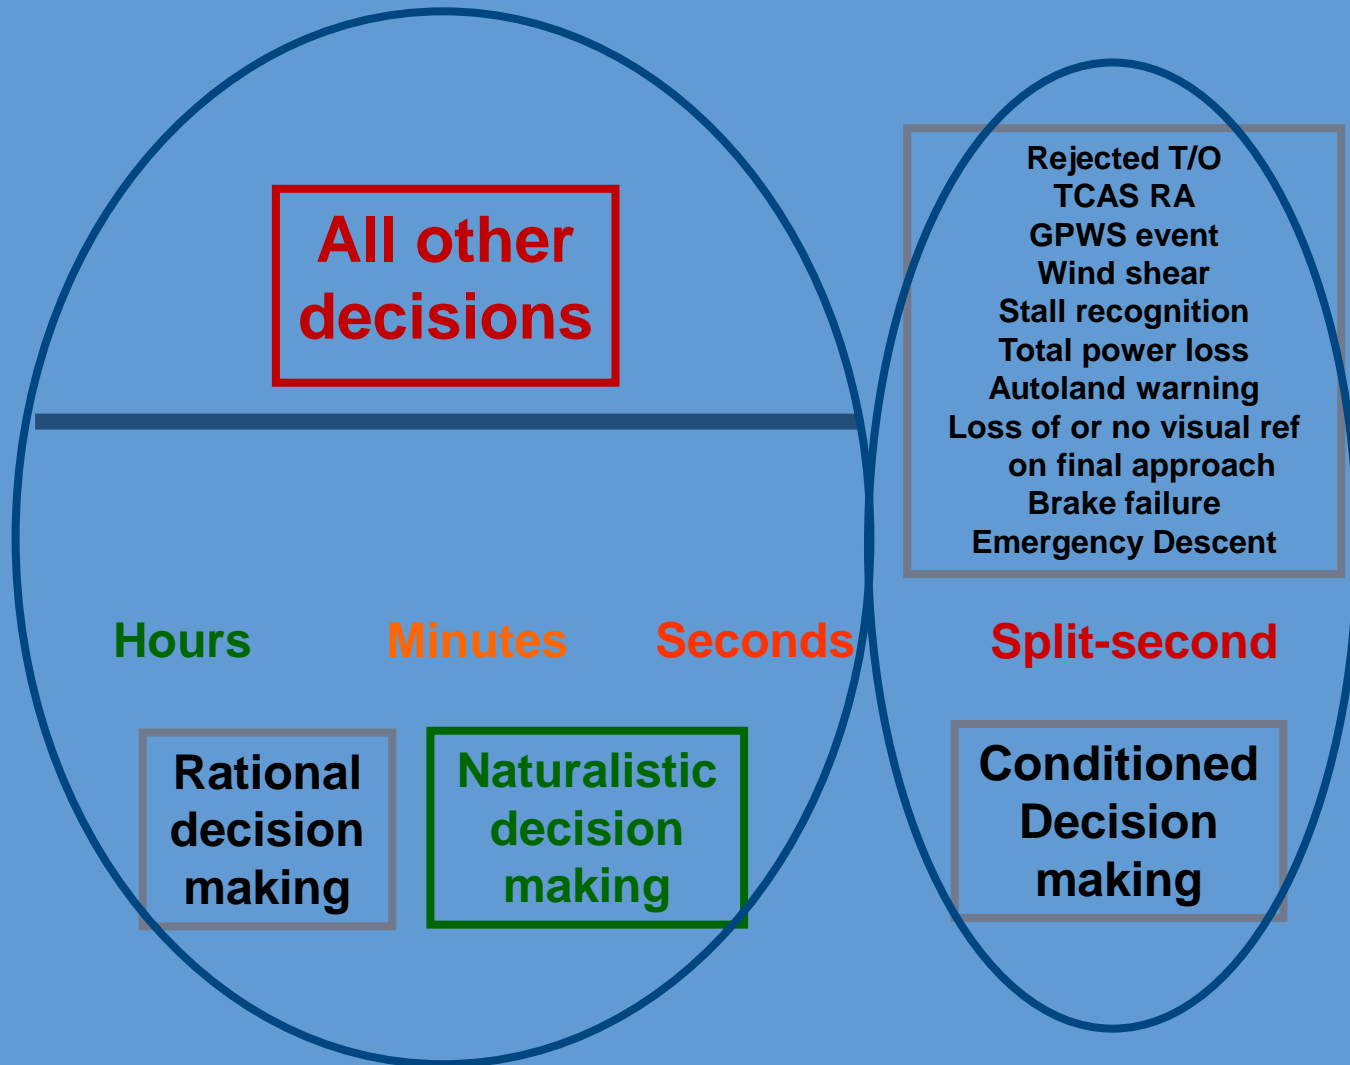 All other
decisions
Rejected T/O
TCAS RA
GPWS event
Wind shear
Stall recognition
Total power loss
Autoland warning
Loss of or no visual ref
on final approach
Brake failure
Emergency Descent
Hours
Minutes
Seconds
Split-second
Rational
decision
making
Naturalistic
decision
making
Conditioned
Decision
making